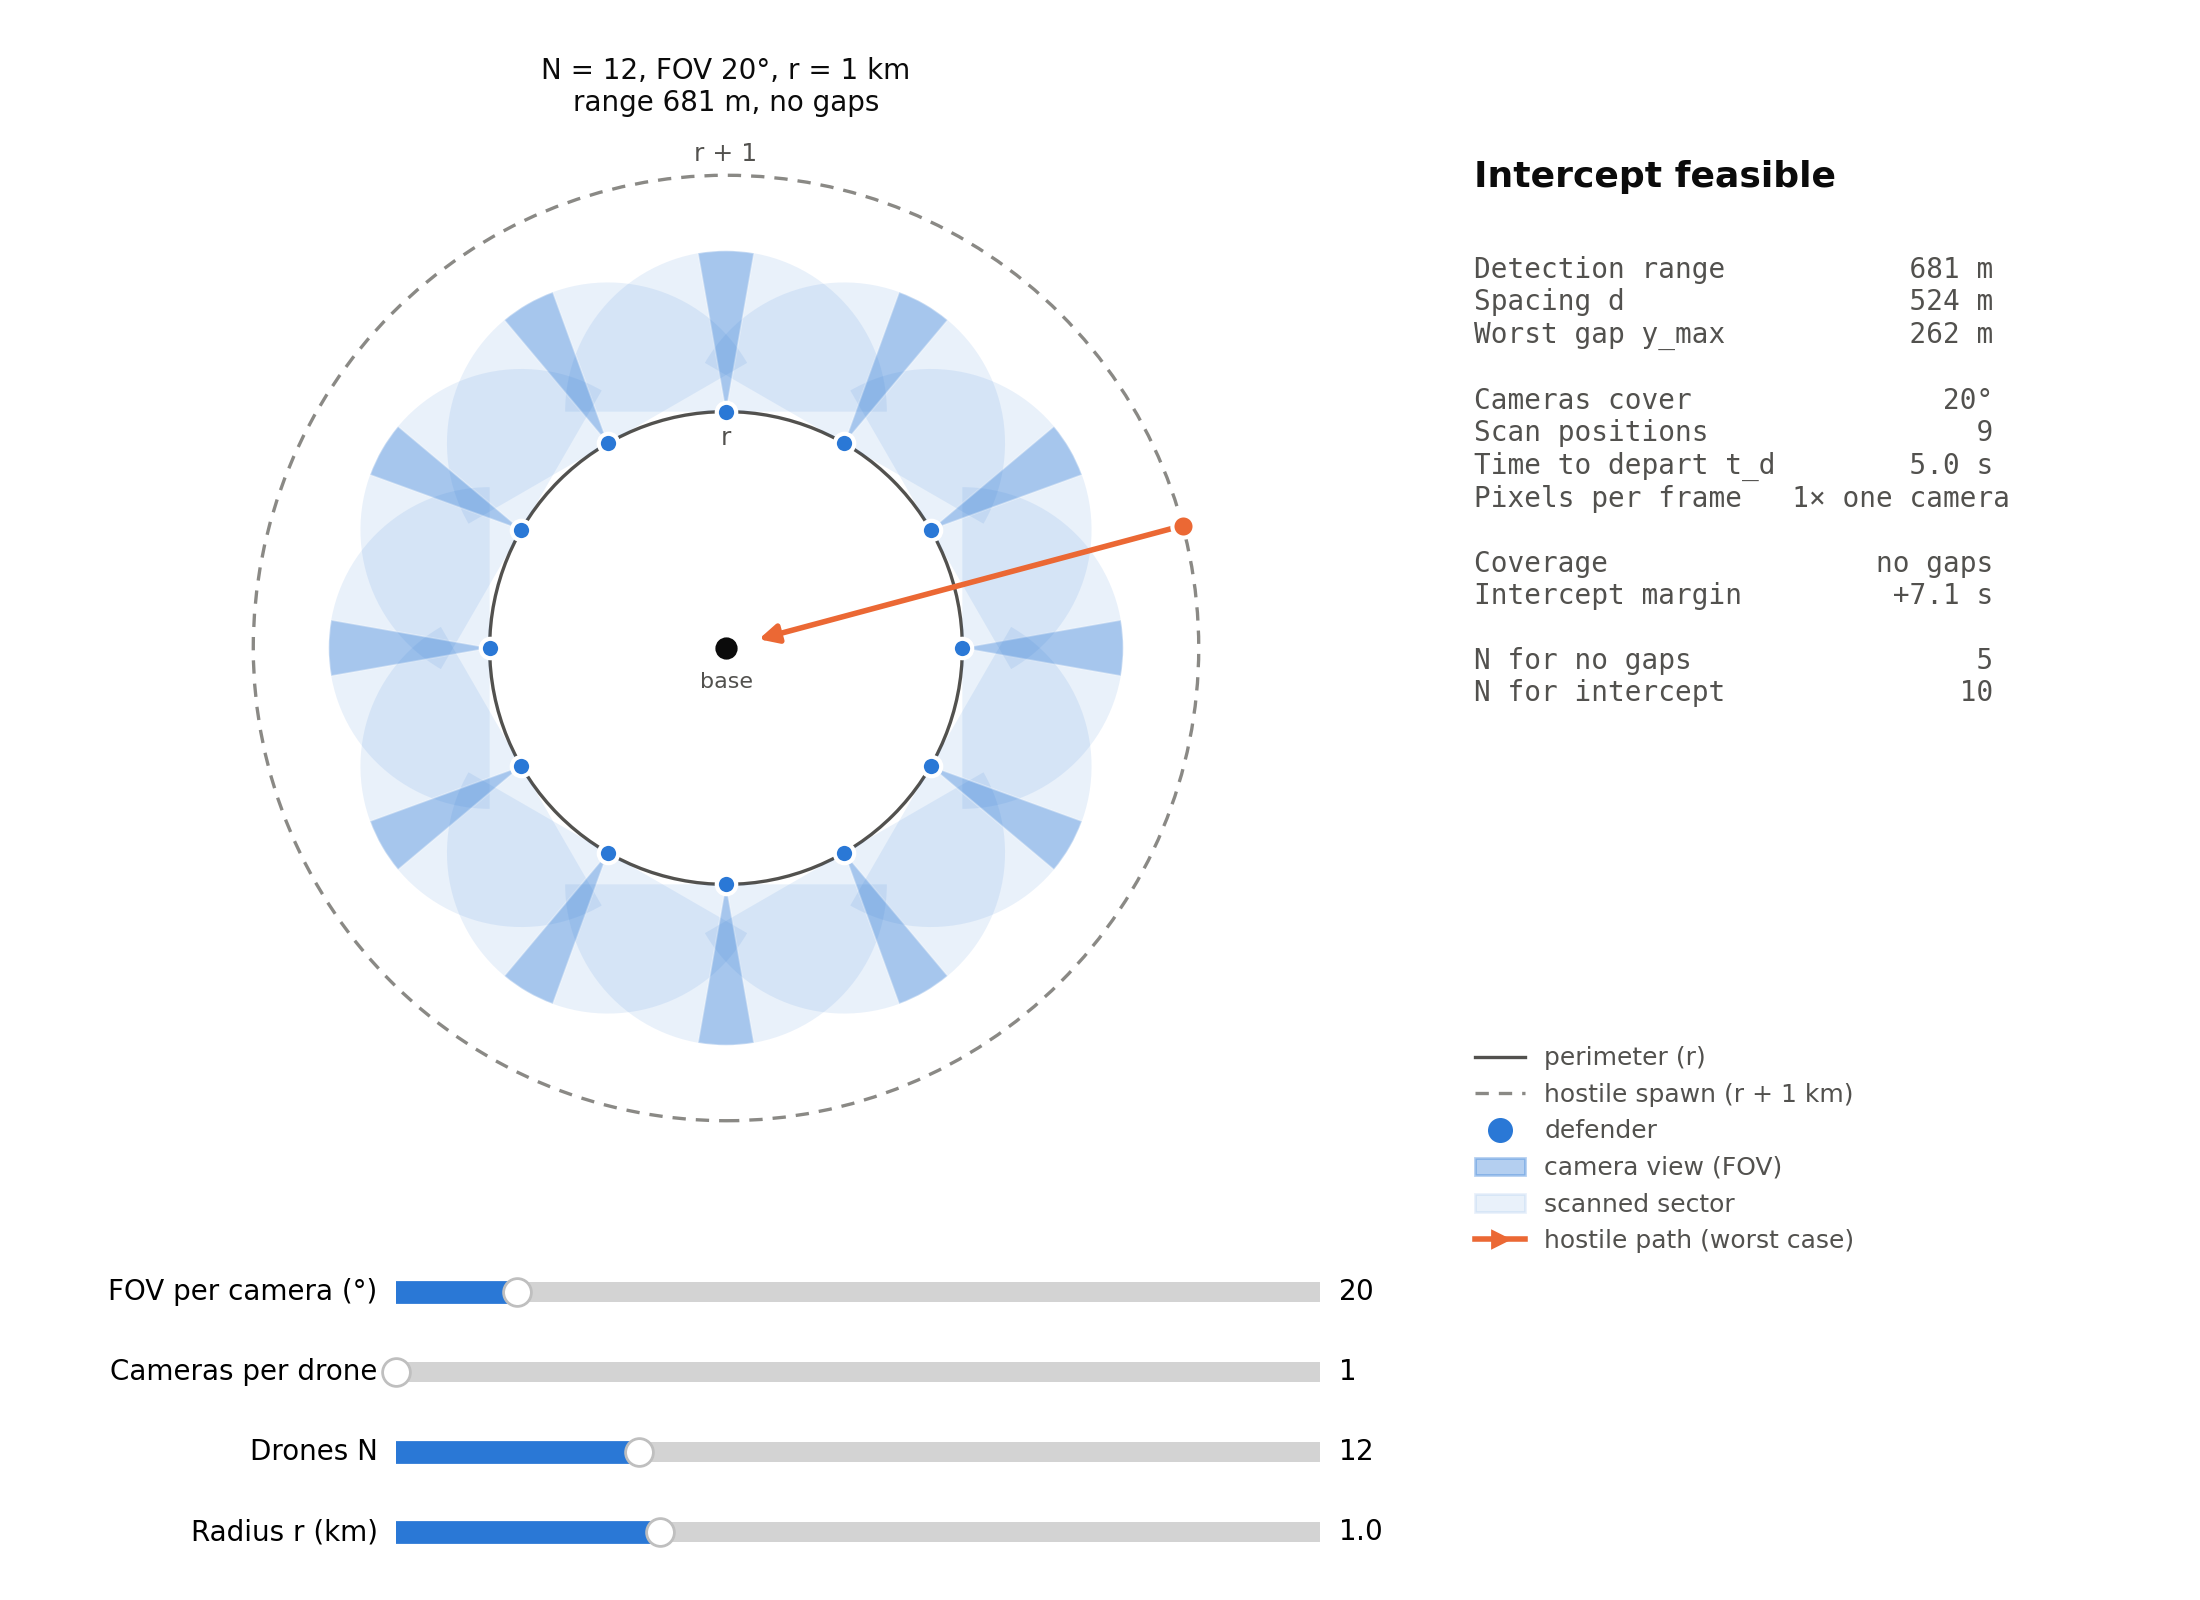 N = 12, FOV 20°, r = 1 km
range 681 m, no gaps
r + 1
r
base
Intercept feasible
Detection range 681 m
Spacing d 524 m
Worst gap y_max 262 m
Cameras cover 20°
Scan positions 9
Time to depart t_d 5.0 s
Pixels per frame 1× one camera
Coverage no gaps
Intercept margin +7.1 s
N for no gaps 5
N for intercept 10
perimeter (r)
hostile spawn (r + 1 km)
defender
camera view (FOV)
scanned sector
hostile path (worst case)
FOV per camera (°) 20
Cameras per drone 1
Drones N 12
Radius r (km) 1.0